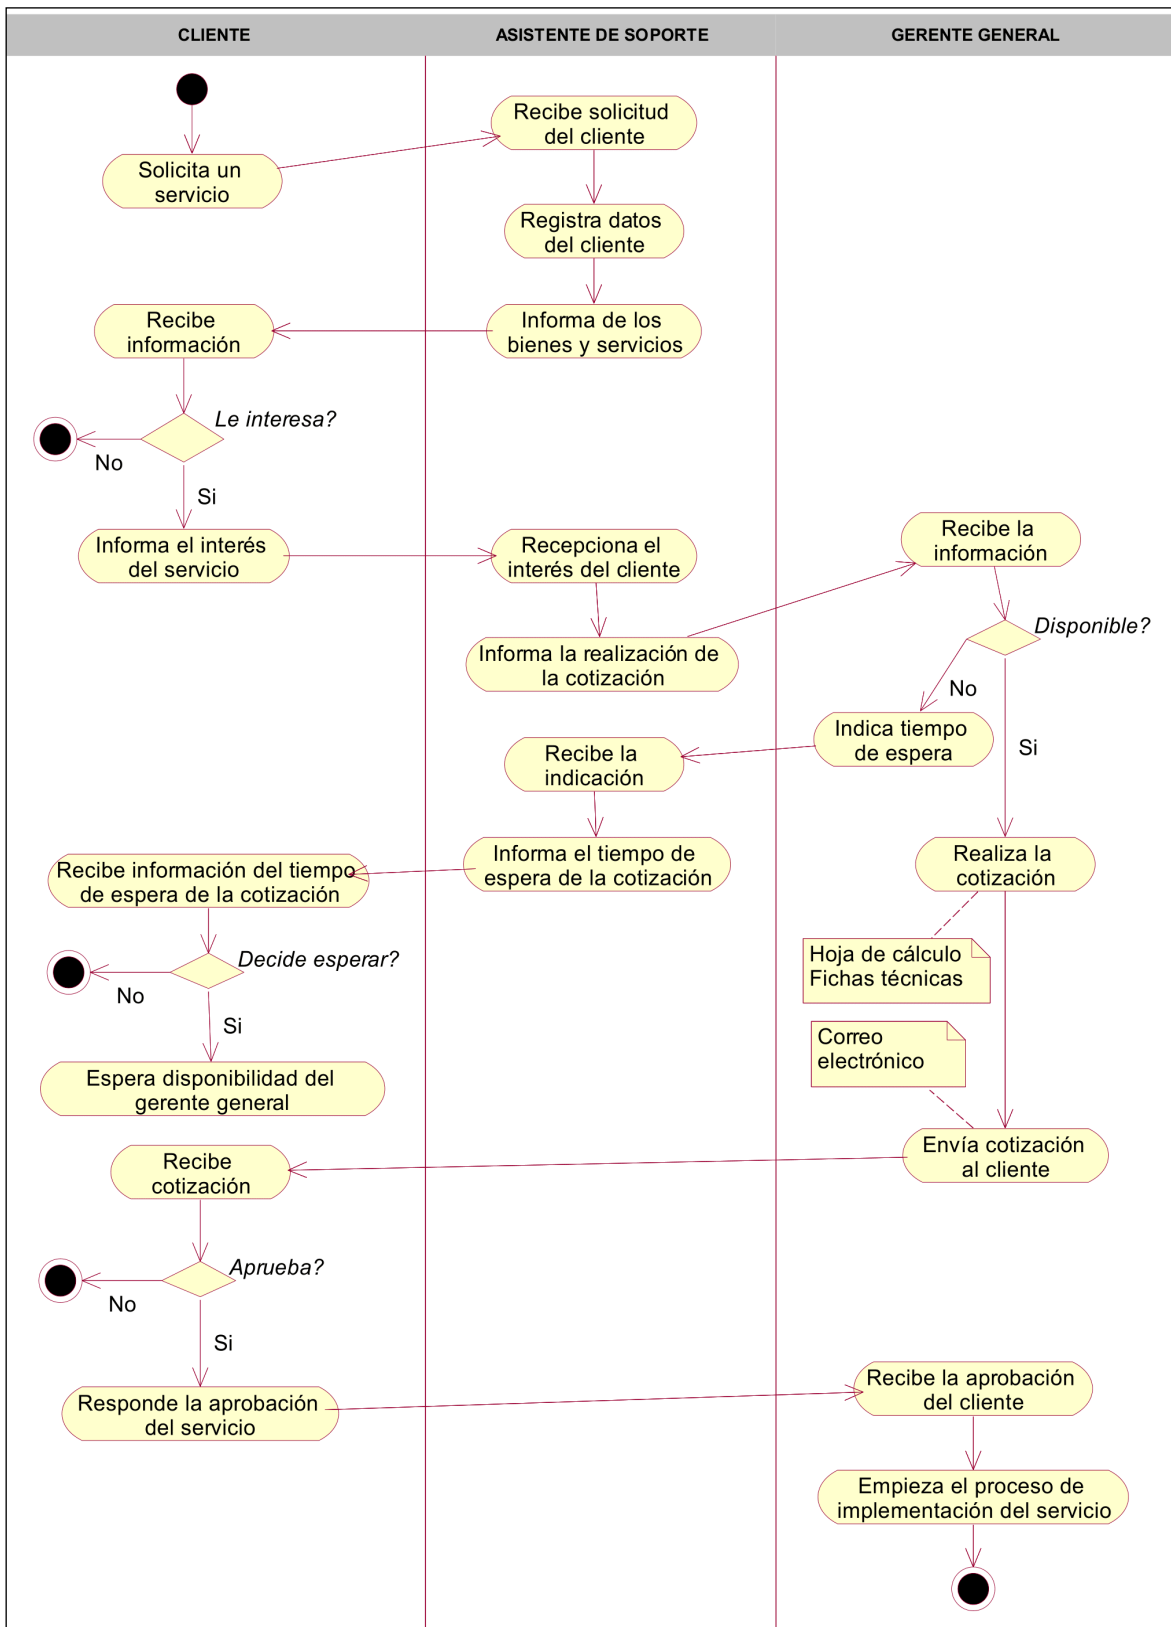 CLIENTE
ASISTENTE DE SOPORTE
GERENTE GENERAL
Recibe solicitud
del cliente
Solicita un
servicio
Registra datos
del cliente
Recibe
información
Informa de los
bienes y servicios
Le interesa?
No
Si
Informa el interés
del servicio
Recepciona el
interés del cliente
Recibe la
información
Disponible?
Informa la realización de
la cotización
No
Indica tiempo
de espera
Si
Recibe la
indicación
Informa el tiempo de
espera de la cotización
Realiza la
cotización
Recibe información del tiempo
de espera de la cotización
Decide esperar?
No
Si
Hoja de cálculo
Fichas técnicas
Correo
electrónico
Espera disponibilidad del
gerente general
Envía cotización
al cliente
Recibe
cotización
Aprueba?
No
Si
Responde la aprobación
del servicio
Recibe la aprobación
del cliente
Empieza el proceso de
implementación del servicio